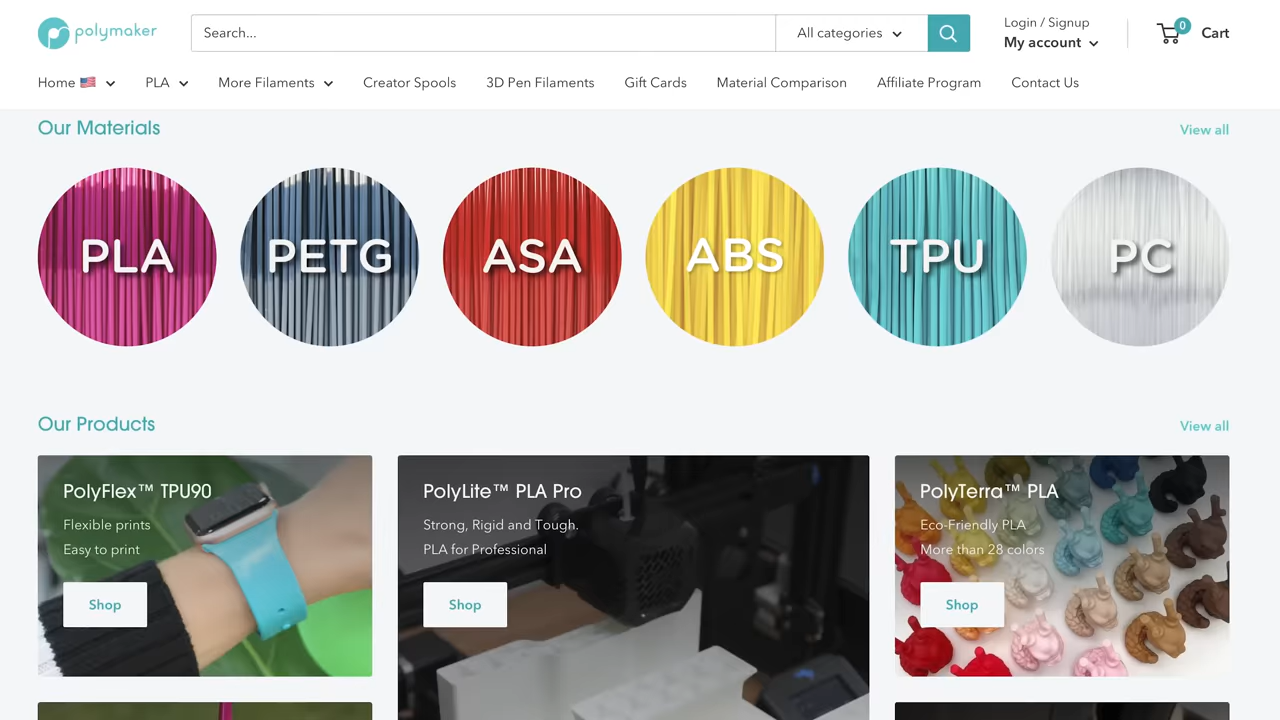 polymaker
Search...
All categories
Login / Signup
My account
0
Cart
Home 🇺🇸
PLA
More Filaments
Creator Spools
3D Pen Filaments
Gift Cards
Material Comparison
Affiliate Program
Contact Us
Our Materials
View all
PLA
PETG
ASA
ABS
TPU
PC
Our Products
View all
PolyFlex™ TPU90
Flexible prints
Easy to print
Shop
PolyLite™ PLA Pro
Strong, Rigid and Tough.
PLA for Professional
Shop
PolyTerra™ PLA
Eco-Friendly PLA
More than 28 colors
Shop